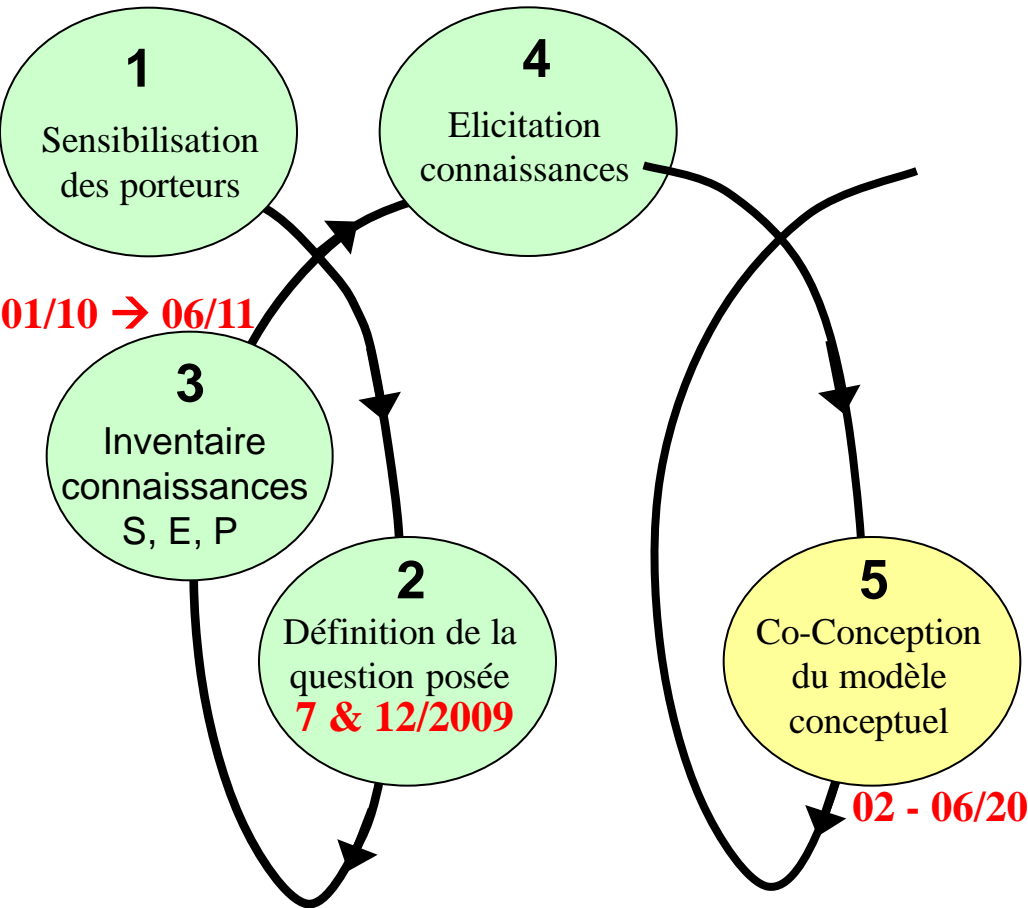 1
Sensibilisation
des porteurs
4
Elicitation
connaissances
01/10 → 06/11
3
Inventaire
connaissances
S, E, P
2
Définition de la
question posée
7 & 12/2009
5
Co-Conception
du modèle
conceptuel
02 - 06/20